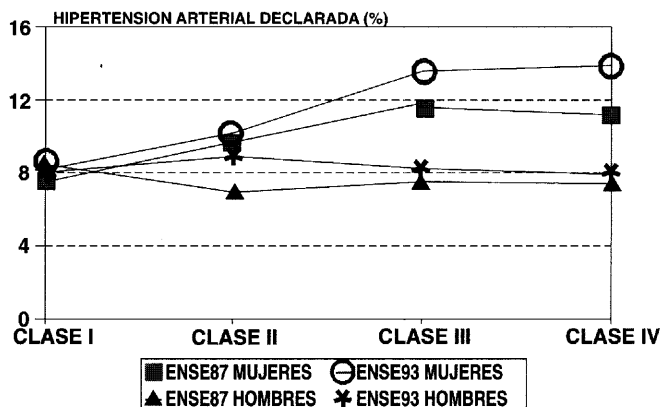 HIPERTENSION ARTERIAL DECLARADA (%)
16
12
8
4
0
CLASE I CLASE II CLASE III CLASE IV
ENSE87 MUJERES ENSE93 MUJERES
ENSE87 HOMBRES ENSE93 HOMBRES